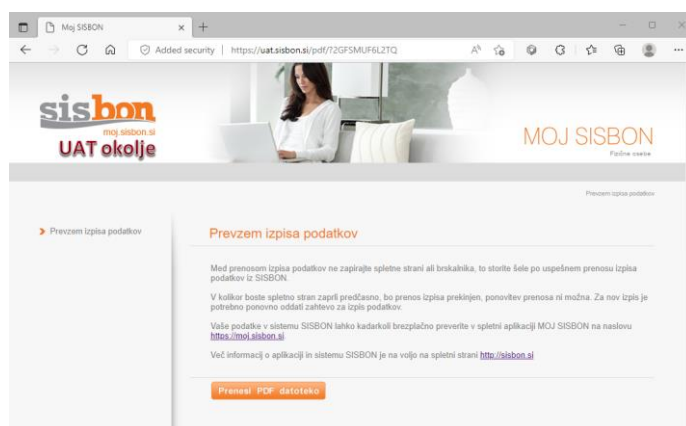 Moj SISBON
Added security
https://uat.sisbon.si/pdf/?2GFSMUF6L2TQ
sisbon
moj.sisbon.si
UAT okolje
MOJ SISBON
Fizične osebe
Prevzem izpisa podatkov
Prevzem izpisa podatkov
Prevzem izpisa podatkov
Med prenosom izpisa podatkov ne zapirajte spletne strani ali brskalnika, to storite šele po uspešnem prenosu izpisa
podatkov iz SISBON.
V kolikor boste spletno stran zaprli predčasno, bo prenos izpisa prekinjen, ponovitev prenosa ni možna. Za nov izpis je
potrebno ponovno oddati zahtevo za izpis podatkov.
Vaše podatke v sistemu SISBON lahko kadarkoli brezplačno preverite v spletni aplikaciji MOJ SISBON na naslovu
https://moj.sisbon.si.
Več informacij o aplikaciji in sistemu SISBON je na voljo na spletni strani http://sisbon.si
Prenesi PDF datoteko